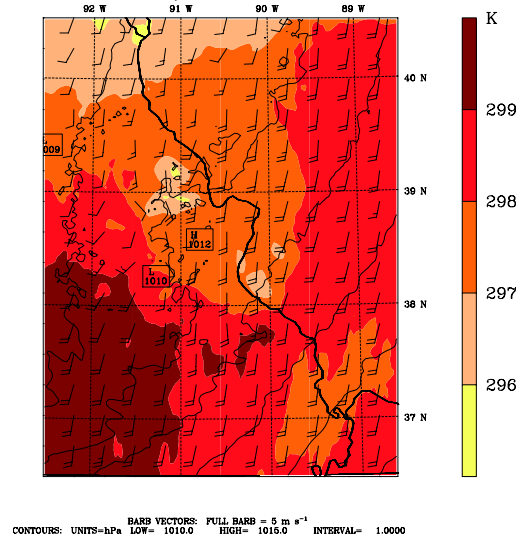 92 W 91 W 90 W 89 W
K
40 N
299
009
39 N
298
H
1012
L
1010
297
38 N
296
37 N
BARB VECTORS: FULL BARB = 5 m s⁻¹
CONTOURS: UNITS=hPa LOW= 1010.0 HIGH= 1015.0 INTERVAL= 1.0000